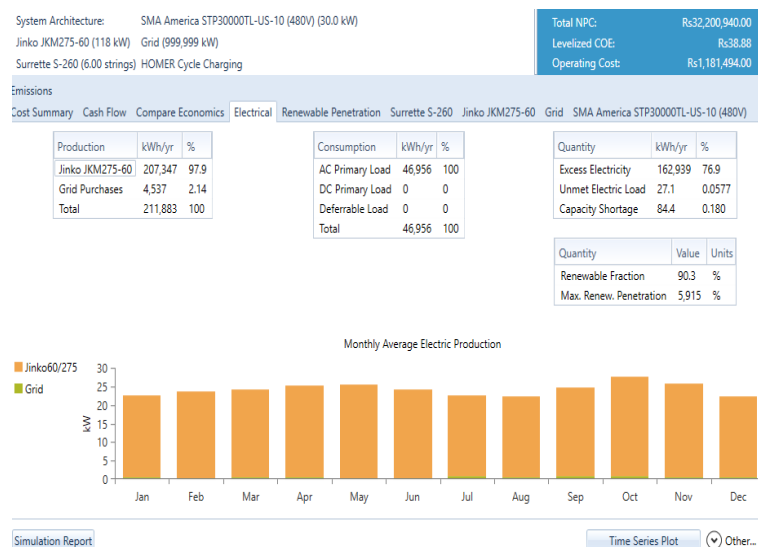 System Architecture: SMA America STP30000TL-US-10 (480V) (30.0 kW)
Jinko JKM275-60 (118 kW) Grid (999,999 kW)
Surrette S-260 (6.00 strings) HOMER Cycle Charging
Total NPC: Rs32,200,940.00
Levelized COE: Rs38.88
Operating Cost: Rs1,181,494.00
Emissions
Cost Summary Cash Flow Compare Economics Electrical Renewable Penetration Surrette S-260 Jinko JKM275-60 Grid SMA America STP30000TL-US-10 (480V)
Production kWh/yr %
Jinko JKM275-60 207,347 97.9
Grid Purchases 4,537 2.14
Total 211,883 100
Consumption kWh/yr %
AC Primary Load 46,956 100
DC Primary Load 0 0
Deferrable Load 0 0
Total 46,956 100
Quantity kWh/yr %
Excess Electricity 162,939 76.9
Unmet Electric Load 27.1 0.0577
Capacity Shortage 84.4 0.180
Quantity Value Units
Renewable Fraction 90.3 %
Max. Renew. Penetration 5,915 %
Monthly Average Electric Production
Jinko60/275
Grid
kW
30
25
20
15
10
5
0
Jan Feb Mar Apr May Jun Jul Aug Sep Oct Nov Dec
Simulation Report Time Series Plot Other...